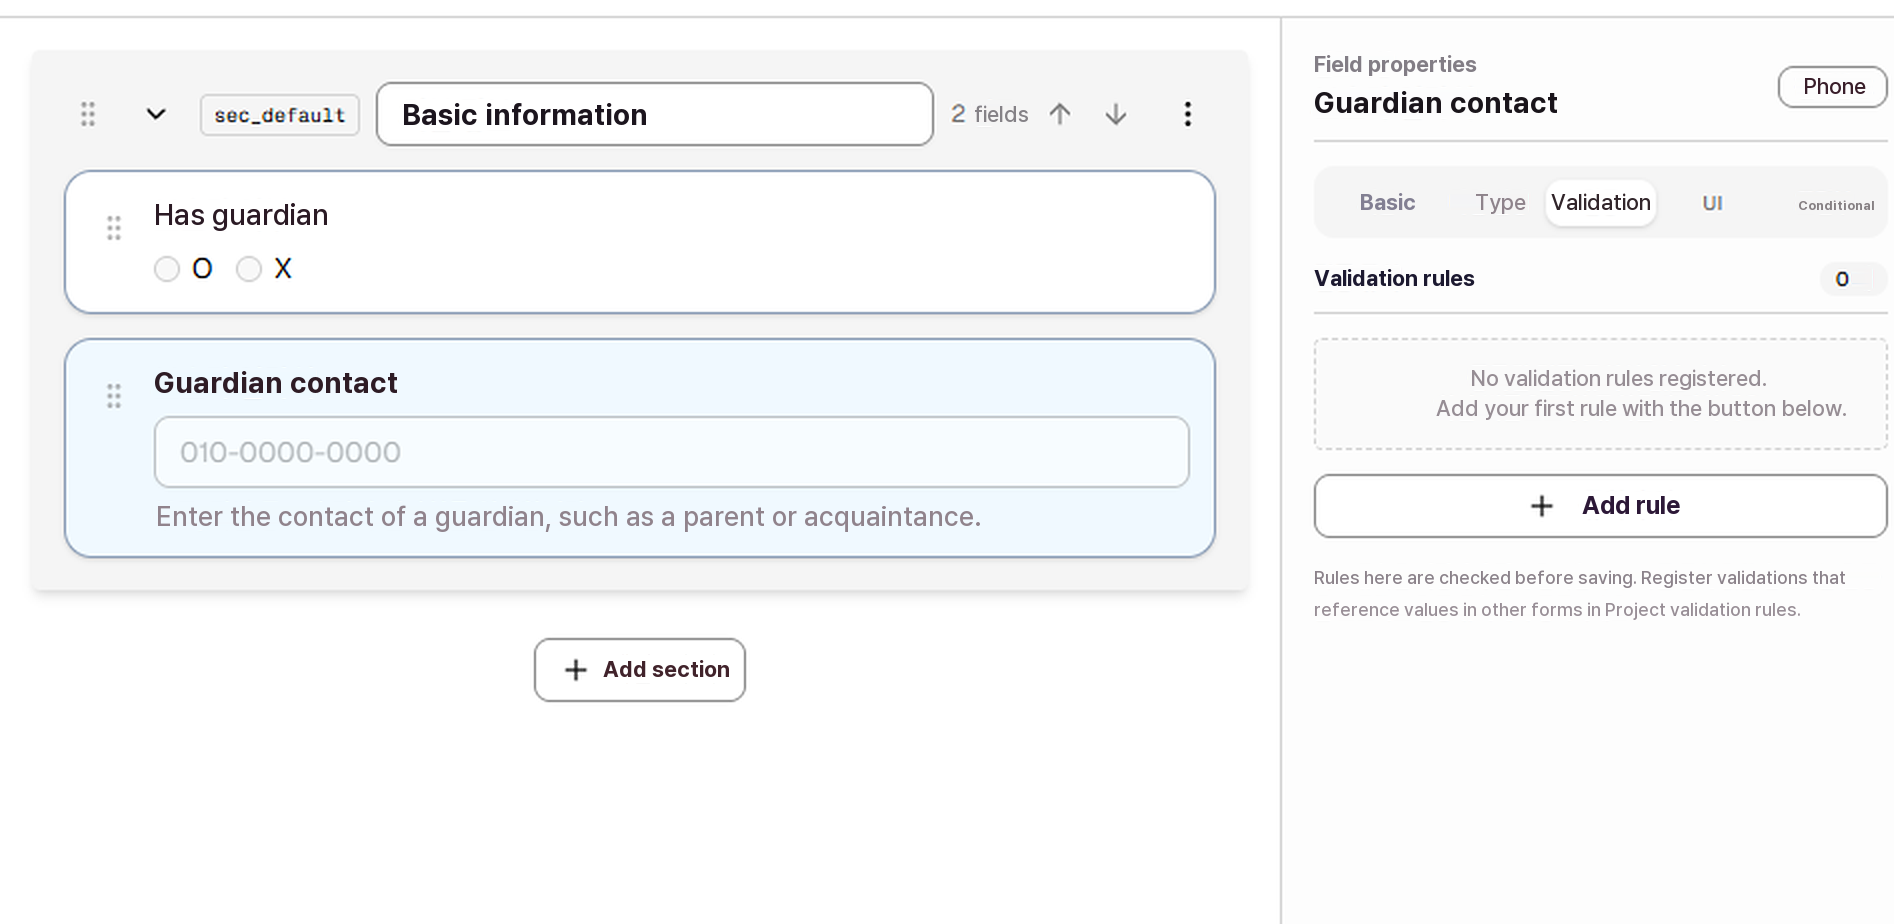 sec_default
Basic information
2 fields
Has guardian
O
X
Guardian contact
010-0000-0000
Enter the contact of a guardian, such as a parent or acquaintance.
Add section
Field properties
Guardian contact
Phone
Basic
Type
Validation
UI
Conditional
Validation rules
0
No validation rules registered.
Add your first rule with the button below.
Add rule
Rules here are checked before saving. Register validations that
reference values in other forms in Project validation rules.